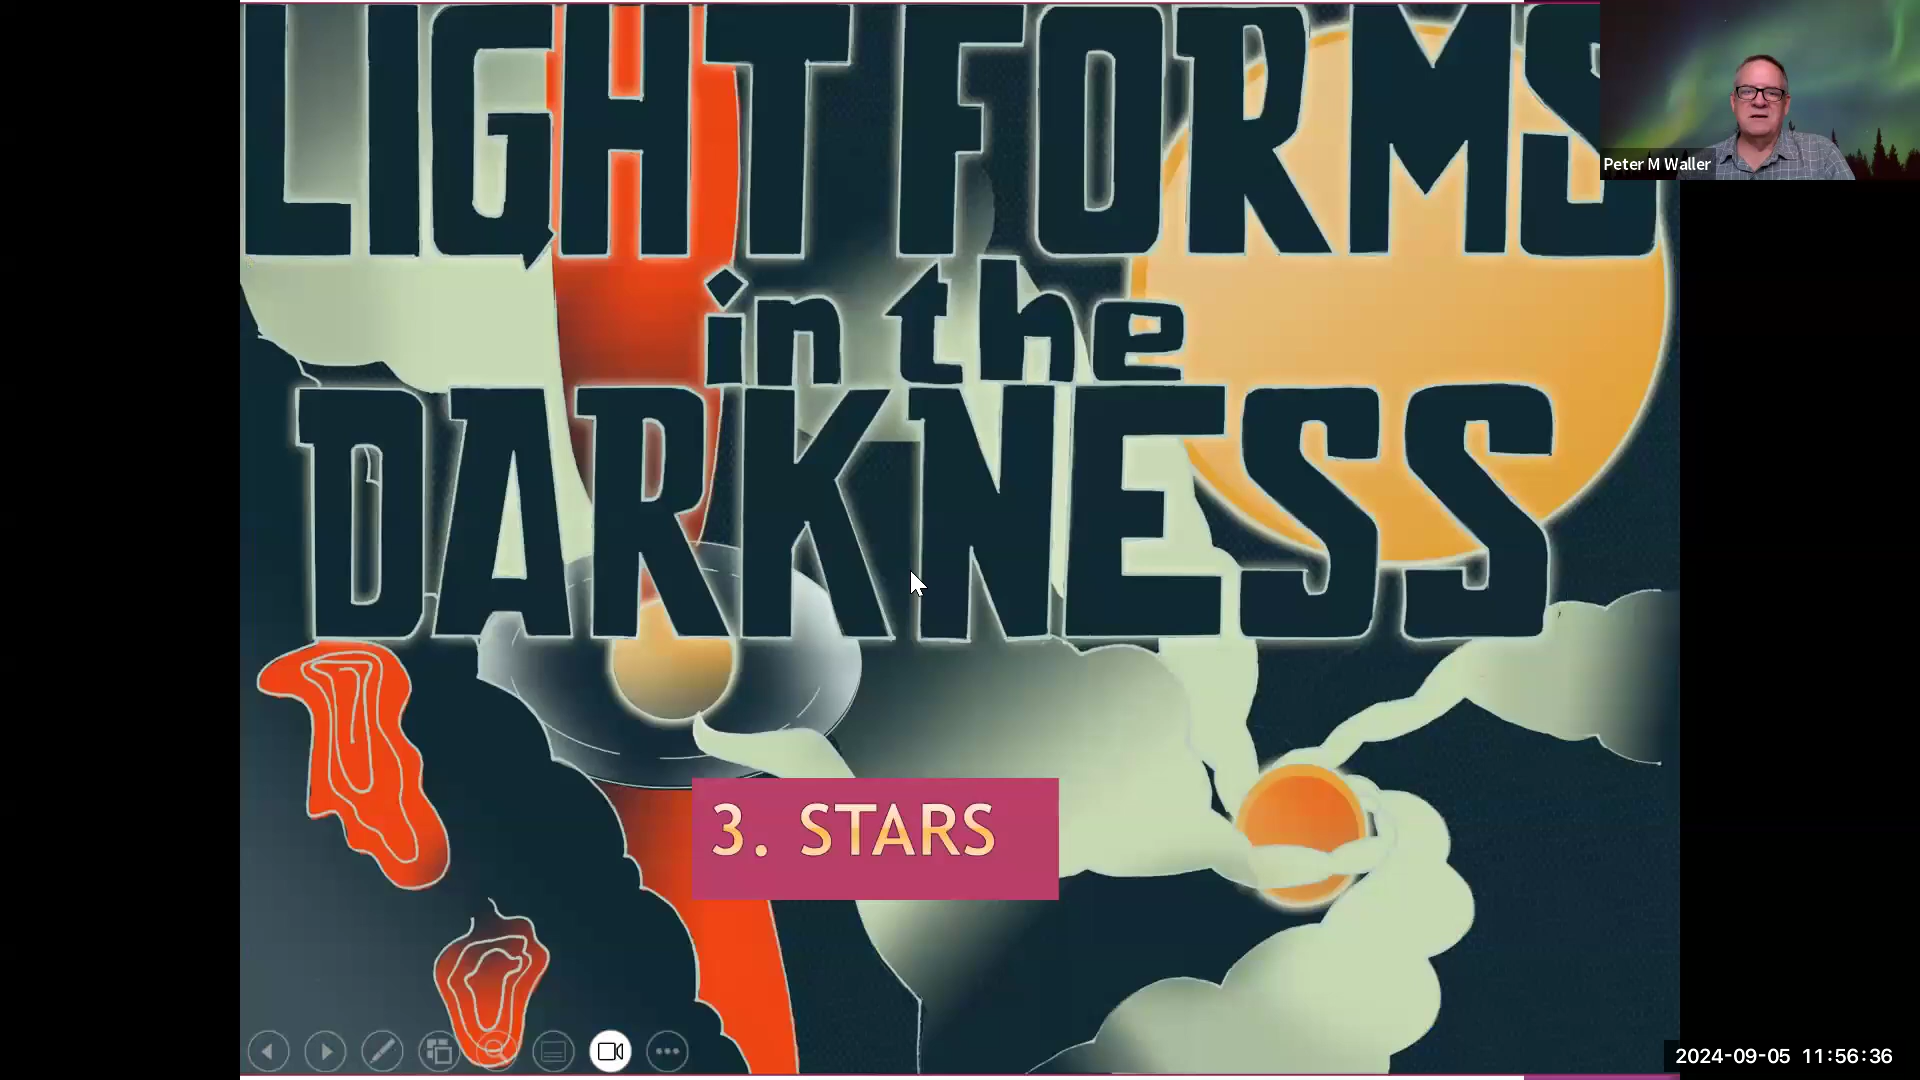 LIGHT FORMS
in the
DARKNESS
3. STARS
Peter M Waller
2024-09-05 11:56:36